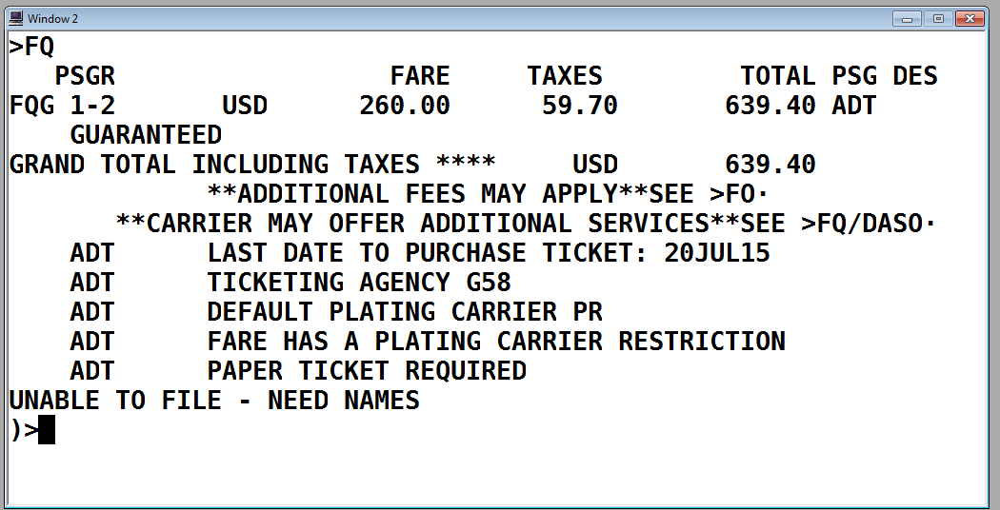 Window 2
>FQ
PSGR FARE TAXES TOTAL PSG DES
FQG 1-2 USD 260.00 59.70 639.40 ADT
GUARANTEED
GRAND TOTAL INCLUDING TAXES **** USD 639.40
**ADDITIONAL FEES MAY APPLY**SEE >FO·
**CARRIER MAY OFFER ADDITIONAL SERVICES**SEE >FQ/DASO·
ADT LAST DATE TO PURCHASE TICKET: 20JUL15
ADT TICKETING AGENCY G58
ADT DEFAULT PLATING CARRIER PR
ADT FARE HAS A PLATING CARRIER RESTRICTION
ADT PAPER TICKET REQUIRED
UNABLE TO FILE - NEED NAMES
)>